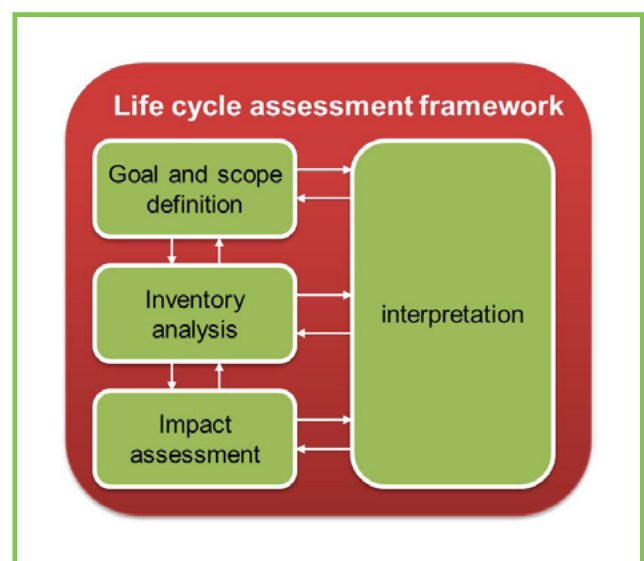 Life cycle assessment framework
Goal and scope
definition
Inventory
analysis
Impact
assessment
interpretation